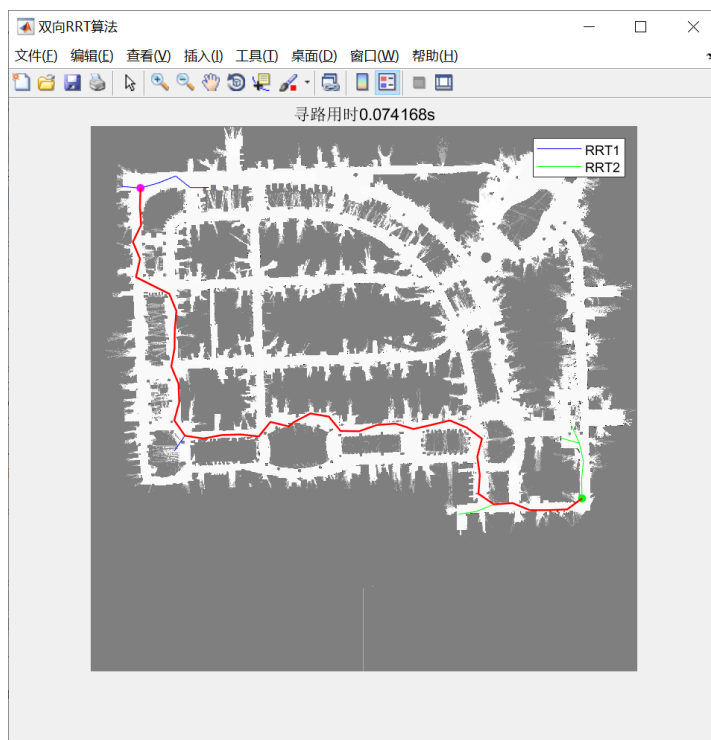 双向RRT算法
文件(F) 编辑(E) 查看(V) 插入(I) 工具(T) 桌面(D) 窗口(W) 帮助(H)
寻路用时0.074168s
RRT1
RRT2